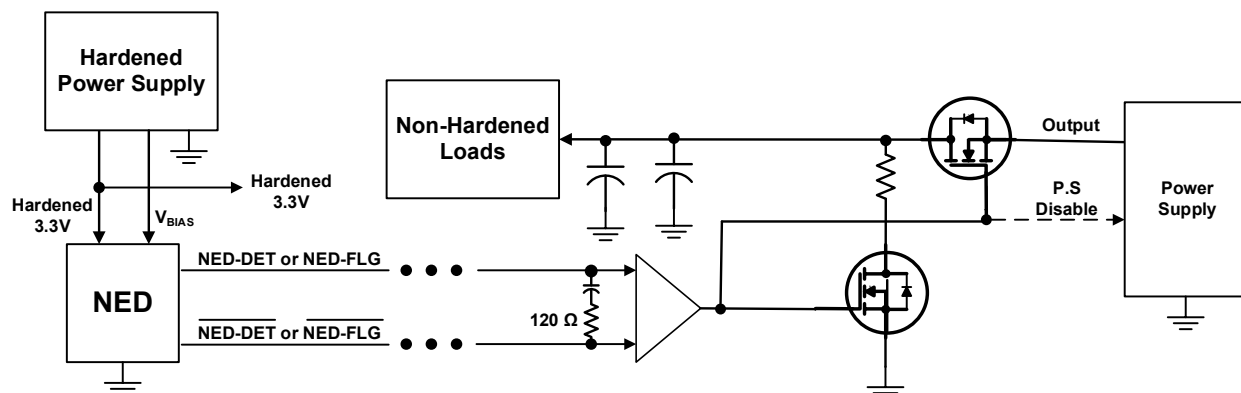 Hardened
Power Supply
Non-Hardened
Loads
Output
P.S
Disable
Power
Supply
Hardened
3.3V
Hardened
3.3V
V_BIAS
NED
NED-DET or NED-FLG
NED-DET or NED-FLG
120 Ω